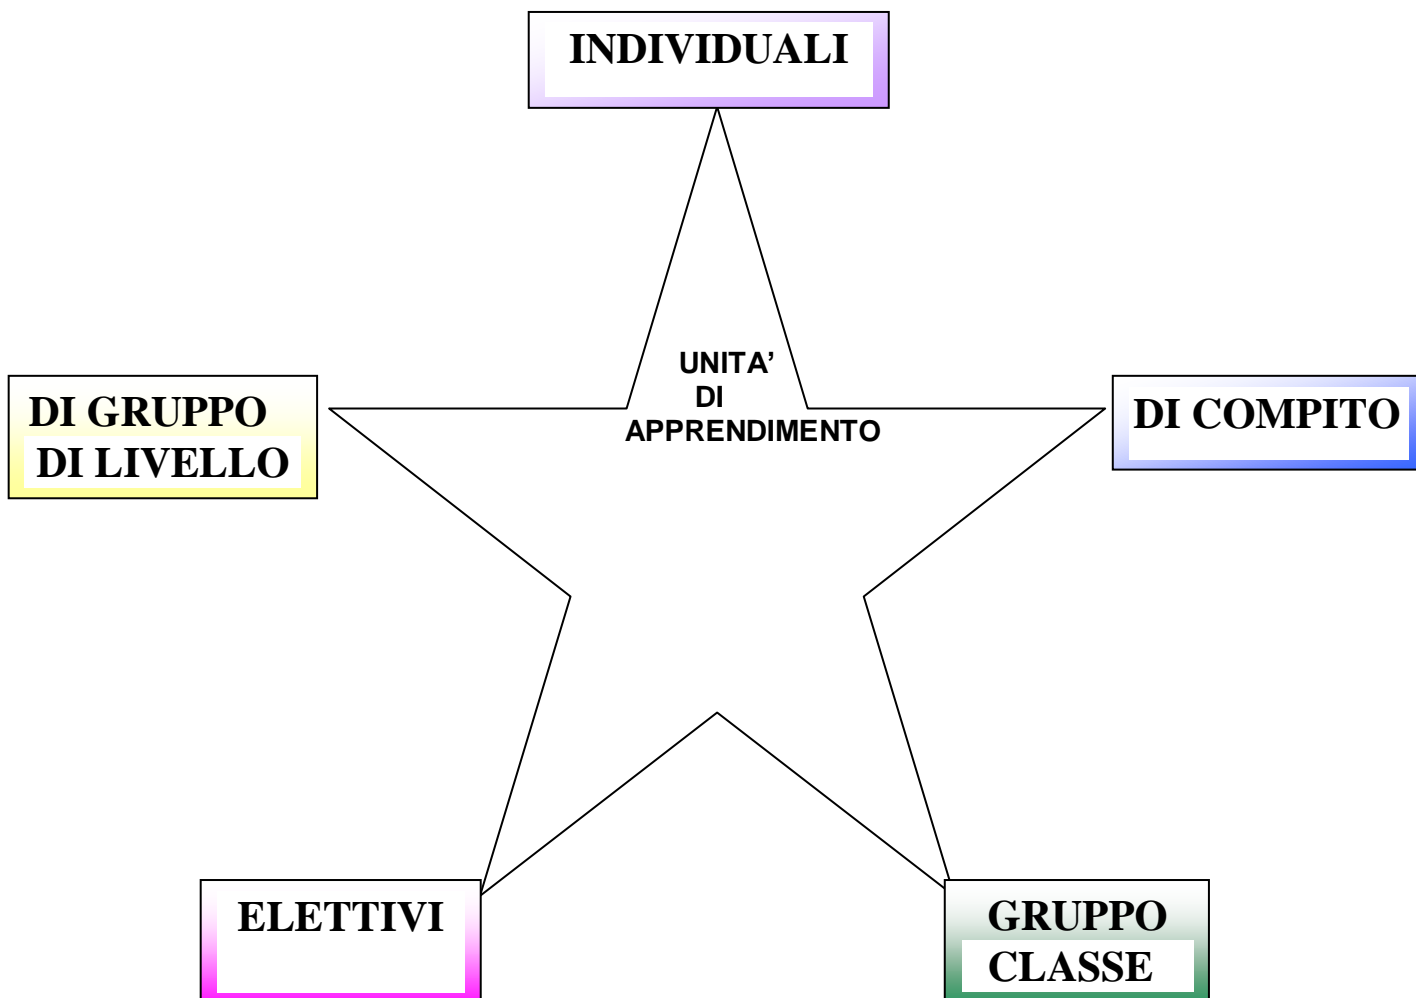 INDIVIDUALI
UNITA’
DI
APPRENDIMENTO
DI GRUPPO
DI LIVELLO
DI COMPITO
ELETTIVI
GRUPPO
CLASSE